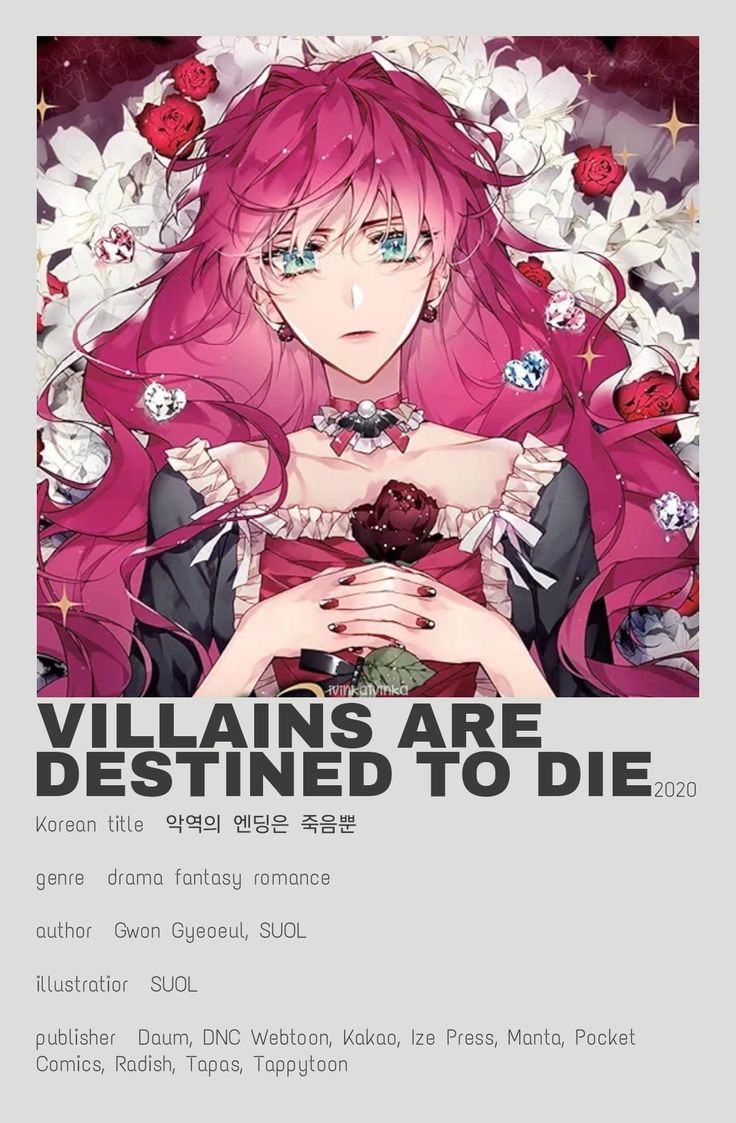 ivinkaivinka
VILLAINS ARE
DESTINED TO DIE 2020
Korean title 악역의 엔딩은 죽음뿐
genre drama fantasy romance
author Gwon Gyeoeul, SUOL
illustratior SUOL
publisher Daum, DNC Webtoon, Kakao, Ize Press, Manta, Pocket
Comics, Radish, Tapas, Tappytoon